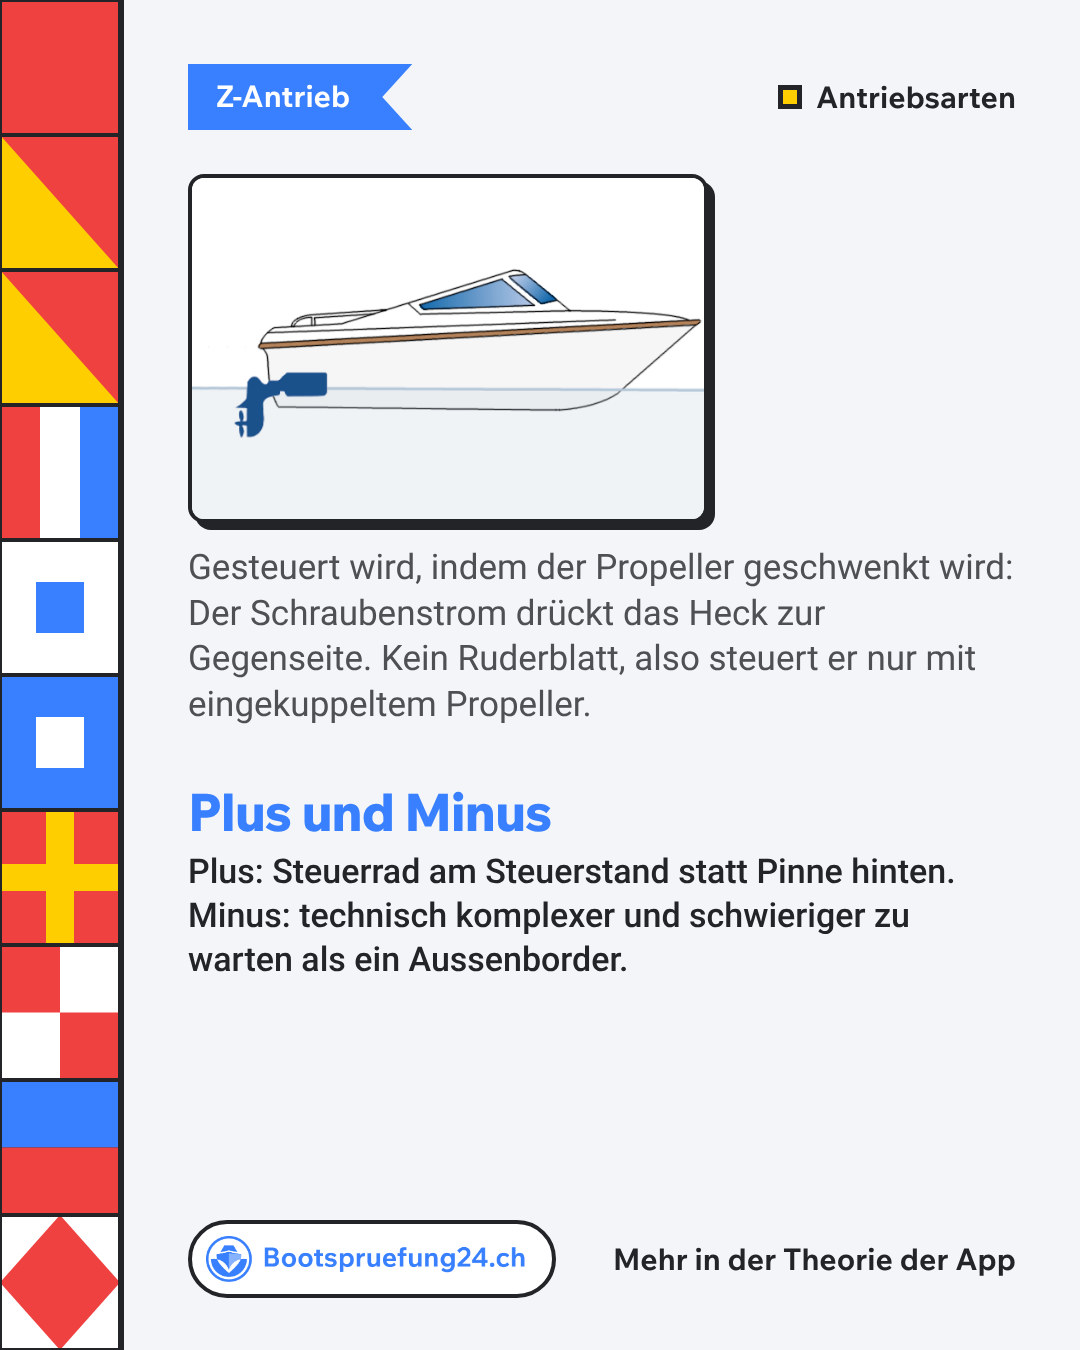 Z-Antrieb
Antriebsarten
Gesteuert wird, indem der Propeller geschwenkt wird:
Der Schraubenstrom drückt das Heck zur
Gegenseite. Kein Ruderblatt, also steuert er nur mit
eingekuppeltem Propeller.
Plus und Minus
Plus: Steuerrad am Steuerstand statt Pinne hinten.
Minus: technisch komplexer und schwieriger zu
warten als ein Aussenborder.
Bootspruefung24.ch
Mehr in der Theorie der App